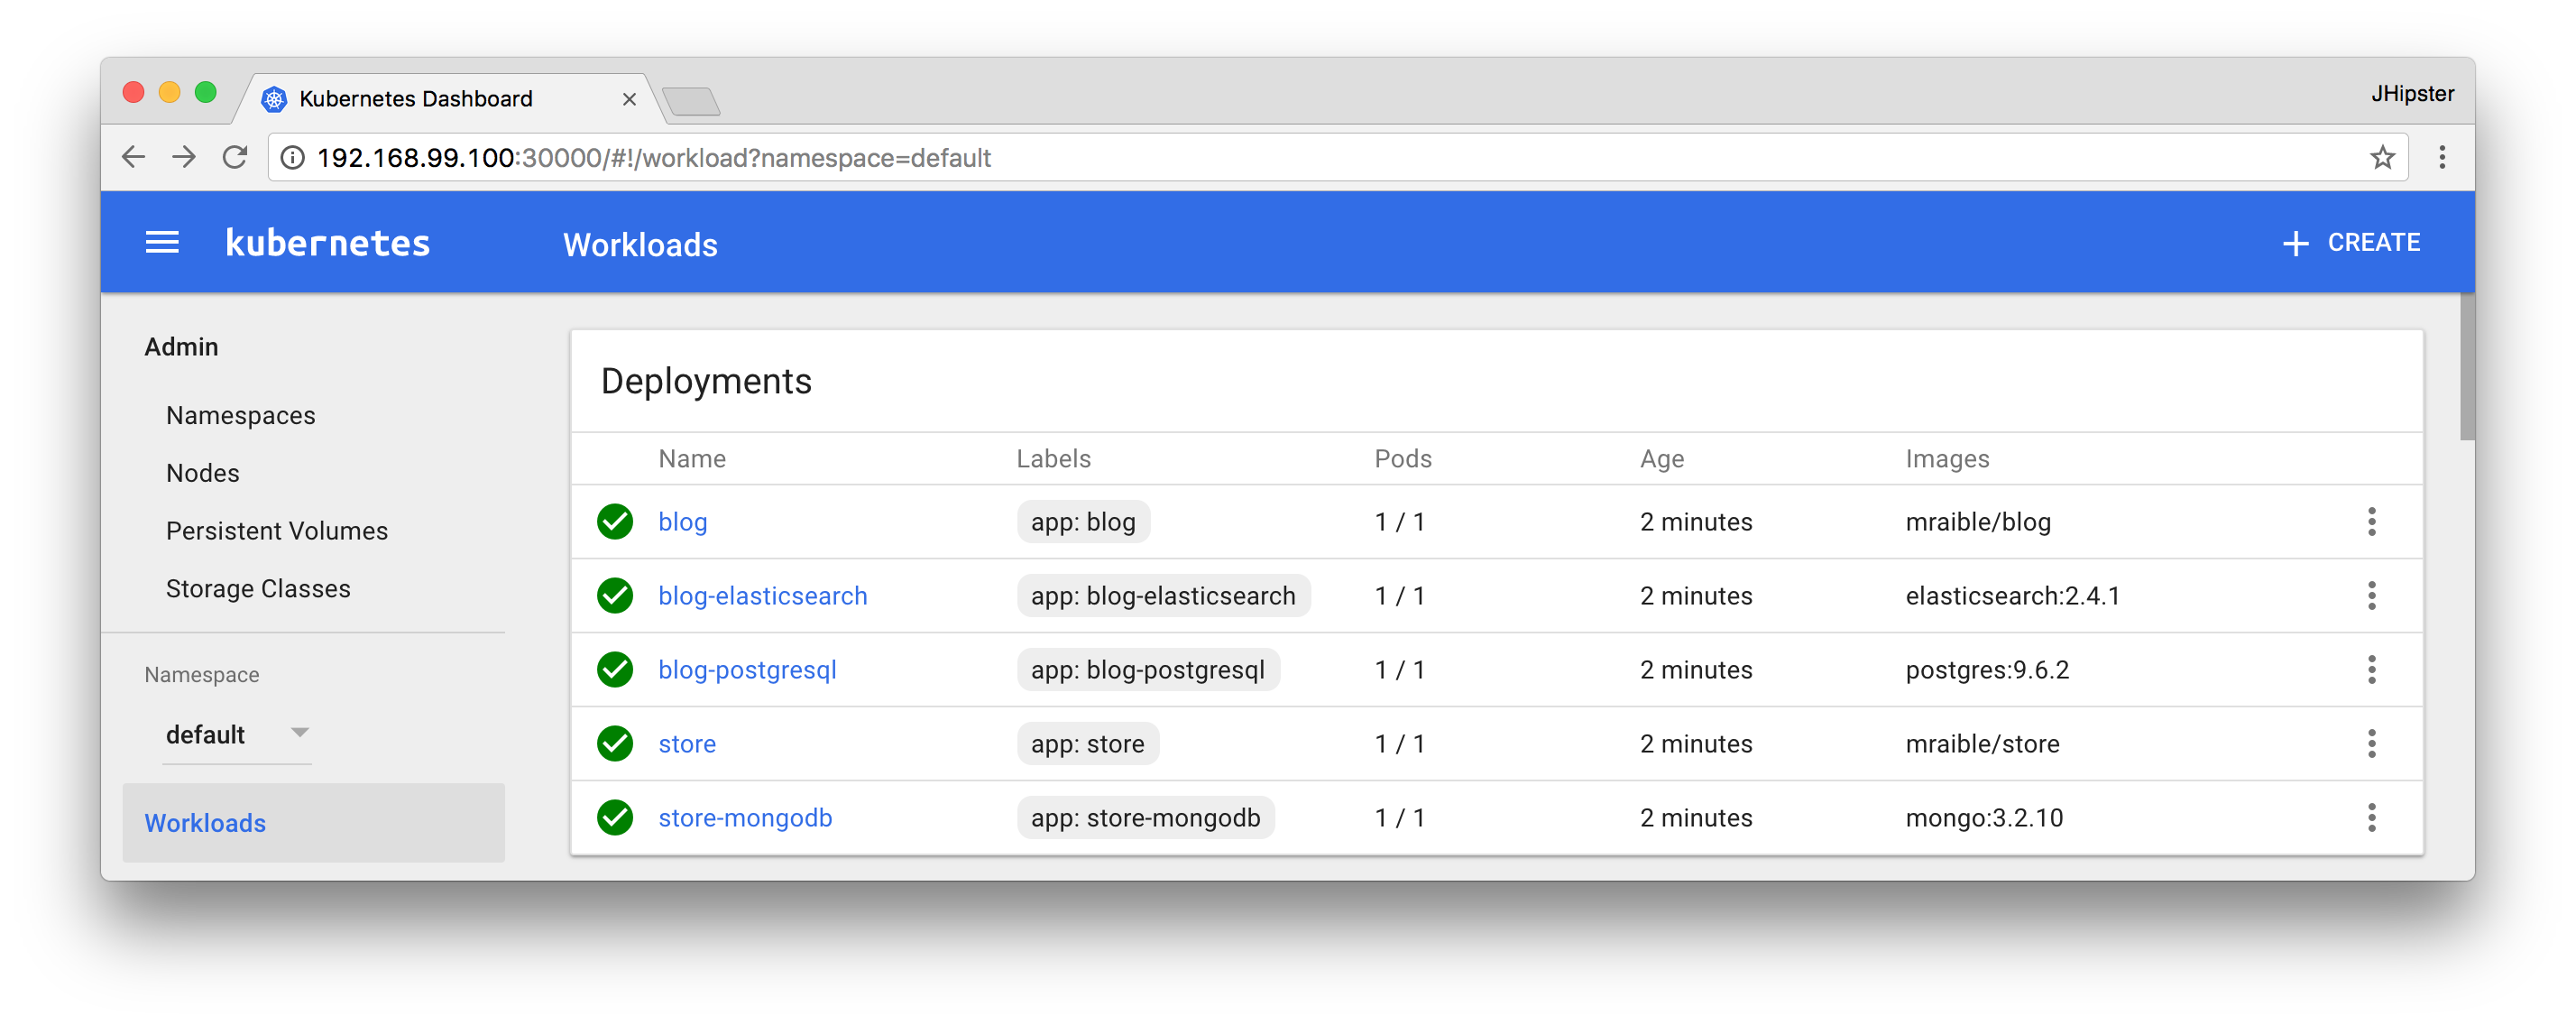 Kubernetes Dashboard
JHipster
192.168.99.100:30000/#!/workload?namespace=default
kubernetes Workloads CREATE
Admin
Namespaces
Nodes
Persistent Volumes
Storage Classes
Namespace
default
Workloads
Deployments
Name Labels Pods Age Images
blog app: blog 1 / 1 2 minutes mraible/blog
blog-elasticsearch app: blog-elasticsearch 1 / 1 2 minutes elasticsearch:2.4.1
blog-postgresql app: blog-postgresql 1 / 1 2 minutes postgres:9.6.2
store app: store 1 / 1 2 minutes mraible/store
store-mongodb app: store-mongodb 1 / 1 2 minutes mongo:3.2.10